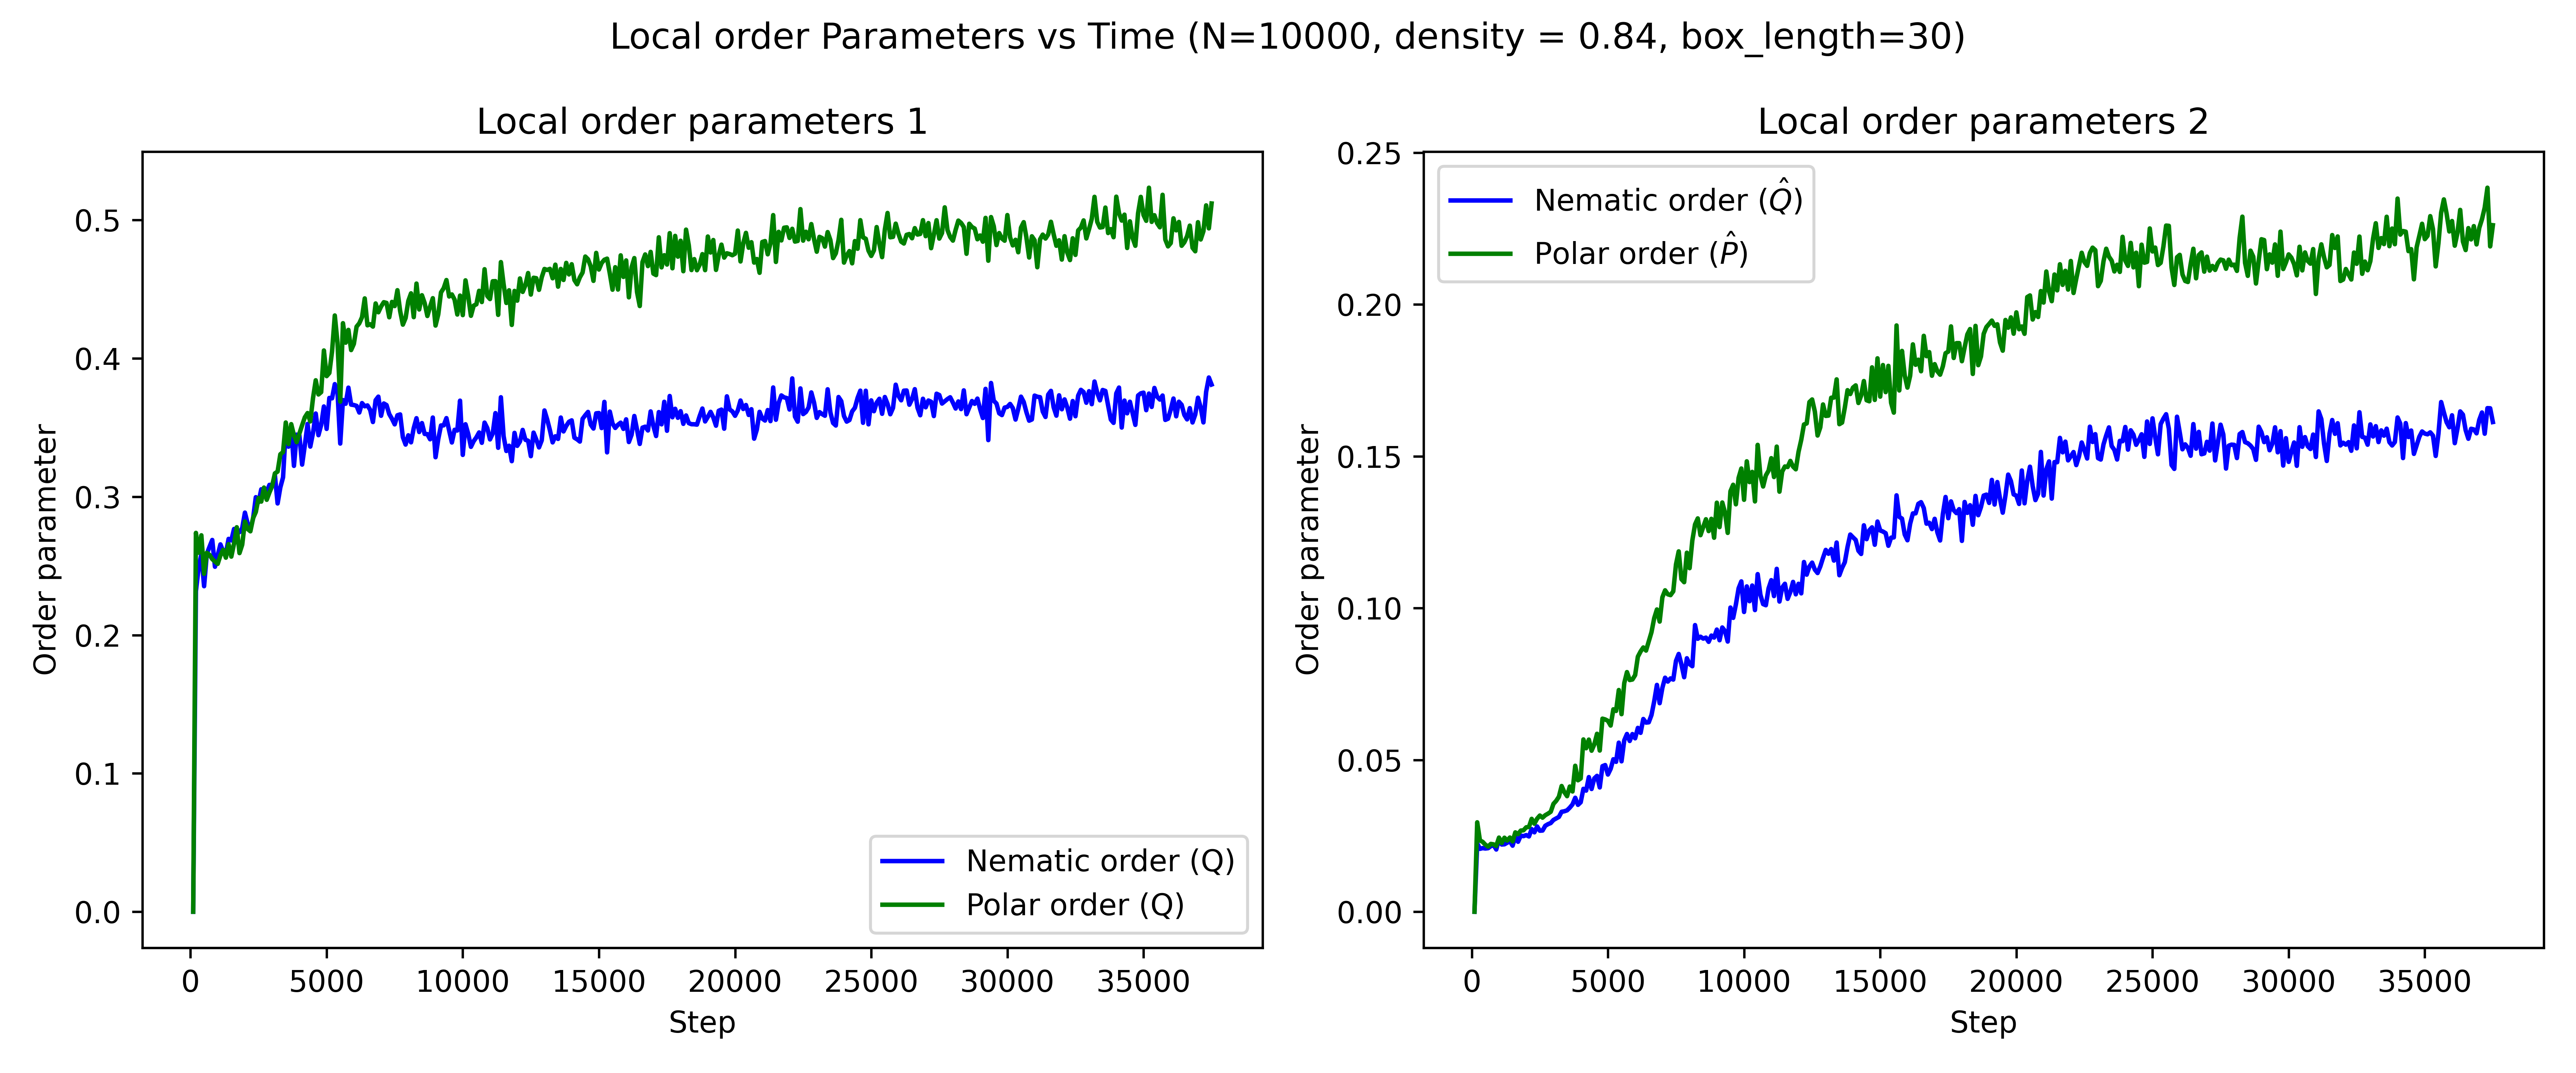 Local order Parameters vs Time (N=10000, density = 0.84, box_length=30)
Local order parameters 1
Order parameter
0.5
0.4
0.3
0.2
0.1
0.0
Nematic order (Q)
Polar order (Q)
0 5000 10000 15000 20000 25000 30000 35000
Step
Local order parameters 2
Order parameter
0.25
0.20
0.15
0.10
0.05
0.00
Nematic order (Q̂)
Polar order (P̂)
0 5000 10000 15000 20000 25000 30000 35000
Step